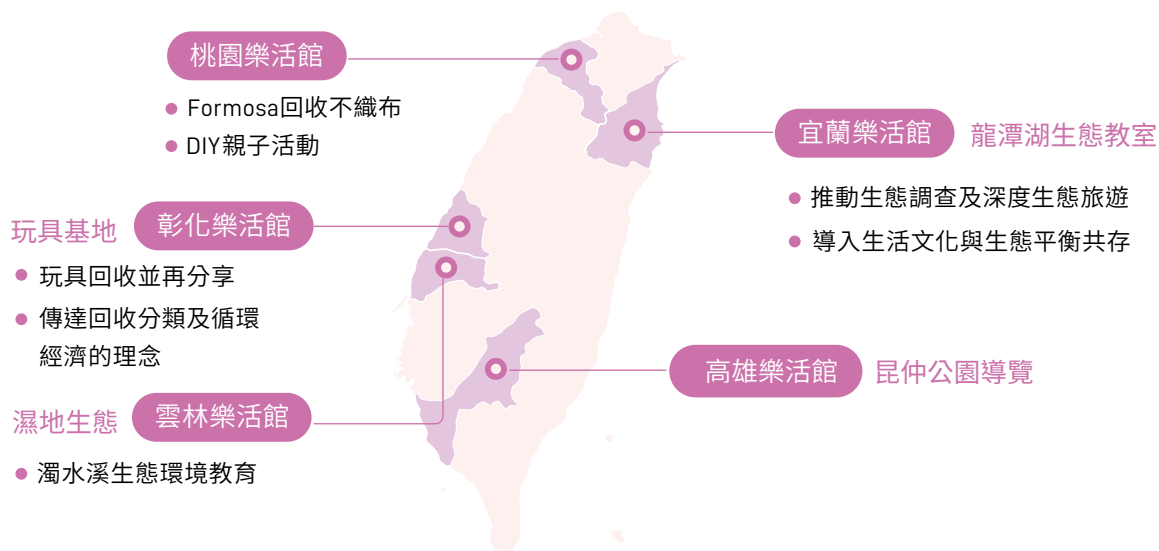 桃園樂活館
Formosa回收不織布
DIY親子活動
宜蘭樂活館 龍潭湖生態教室
推動生態調查及深度生態旅遊
導入生活文化與生態平衡共存
玩具基地 彰化樂活館
玩具回收並再分享
傳達回收分類及循環
經濟的理念
高雄樂活館 昆仲公園導覽
濕地生態 雲林樂活館
濁水溪生態環境教育